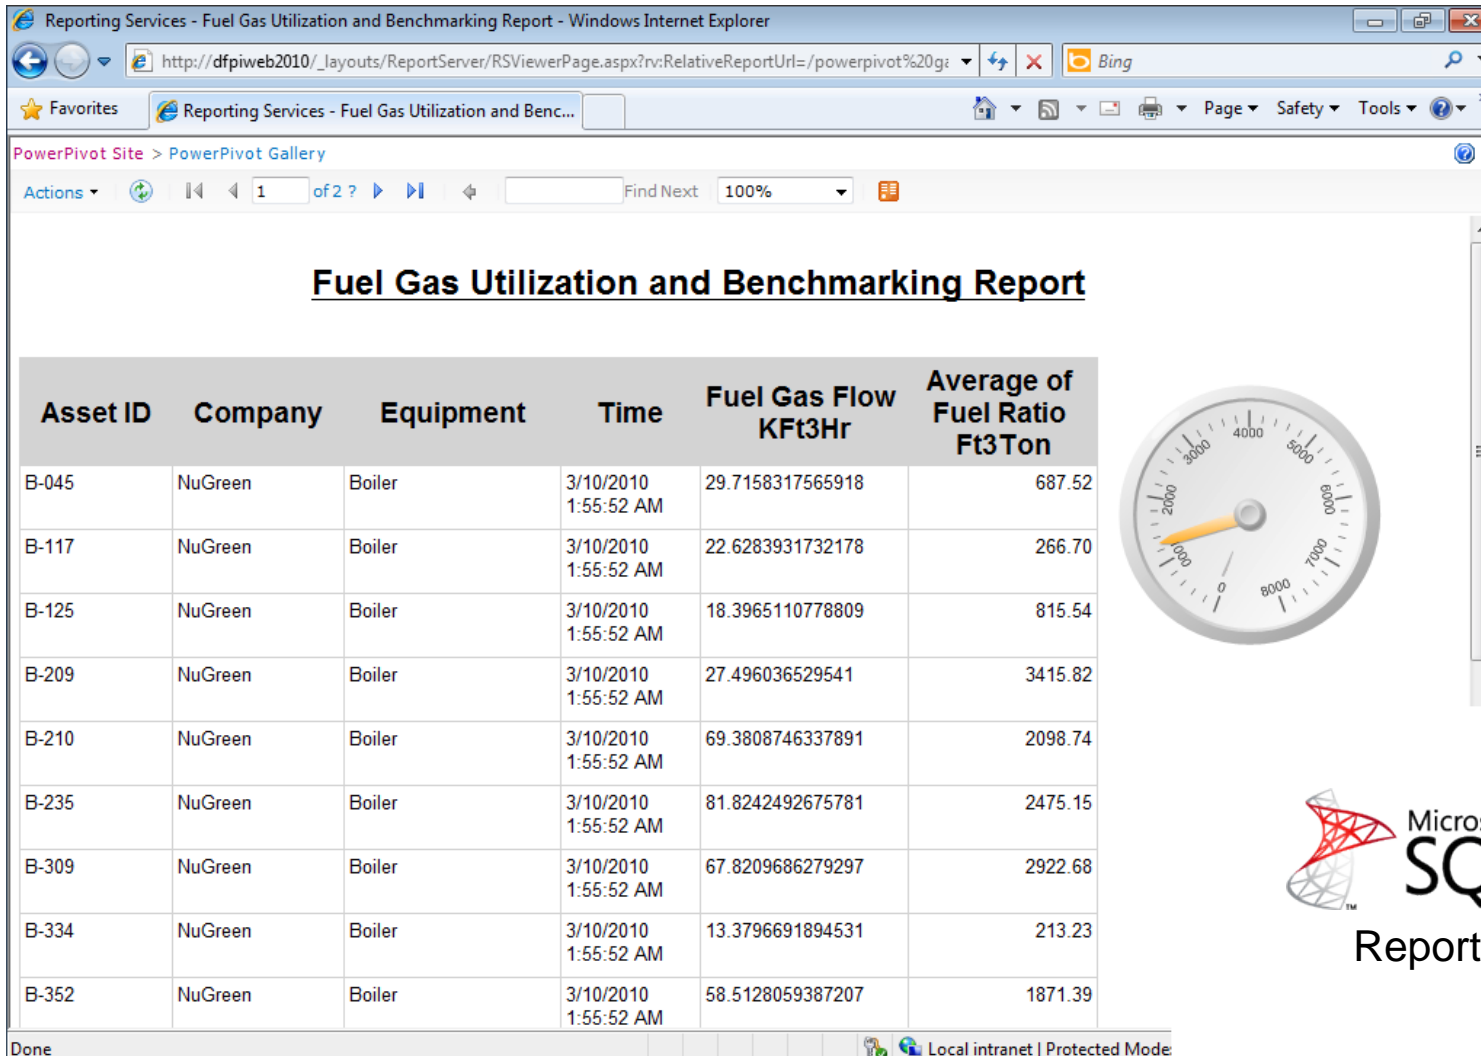 Reporting Services - Fuel Gas Utilization and Benchmarking Report - Windows Internet Explorer
http://dfpiweb2010/_layouts/ReportServer/RSViewerPage.aspx?rv:RelativeReportUrl=/powerpivot%20ga
Bing
Favorites Reporting Services - Fuel Gas Utilization and Benc... Page Safety Tools
PowerPivot Site > PowerPivot Gallery
Actions 1 of 2 ? Find Next 100%
Fuel Gas Utilization and Benchmarking Report
Asset ID Company Equipment Time Fuel Gas Flow KFt3Hr Average of Fuel Ratio Ft3Ton
B-045 NuGreen Boiler 3/10/2010 1:55:52 AM 29.7158317565918 687.52
B-117 NuGreen Boiler 3/10/2010 1:55:52 AM 22.6283931732178 266.70
B-125 NuGreen Boiler 3/10/2010 1:55:52 AM 18.3965110778809 815.54
B-209 NuGreen Boiler 3/10/2010 1:55:52 AM 27.496036529541 3415.82
B-210 NuGreen Boiler 3/10/2010 1:55:52 AM 69.3808746337891 2098.74
B-235 NuGreen Boiler 3/10/2010 1:55:52 AM 81.8242492675781 2475.15
B-309 NuGreen Boiler 3/10/2010 1:55:52 AM 67.8209686279297 2922.68
B-334 NuGreen Boiler 3/10/2010 1:55:52 AM 13.3796691894531 213.23
B-352 NuGreen Boiler 3/10/2010 1:55:52 AM 58.5128059387207 1871.39
0 1000 2000 3000 4000 5000 6000 7000 8000
Micros
SQ
TM
Report
Done Local intranet | Protected Mode: